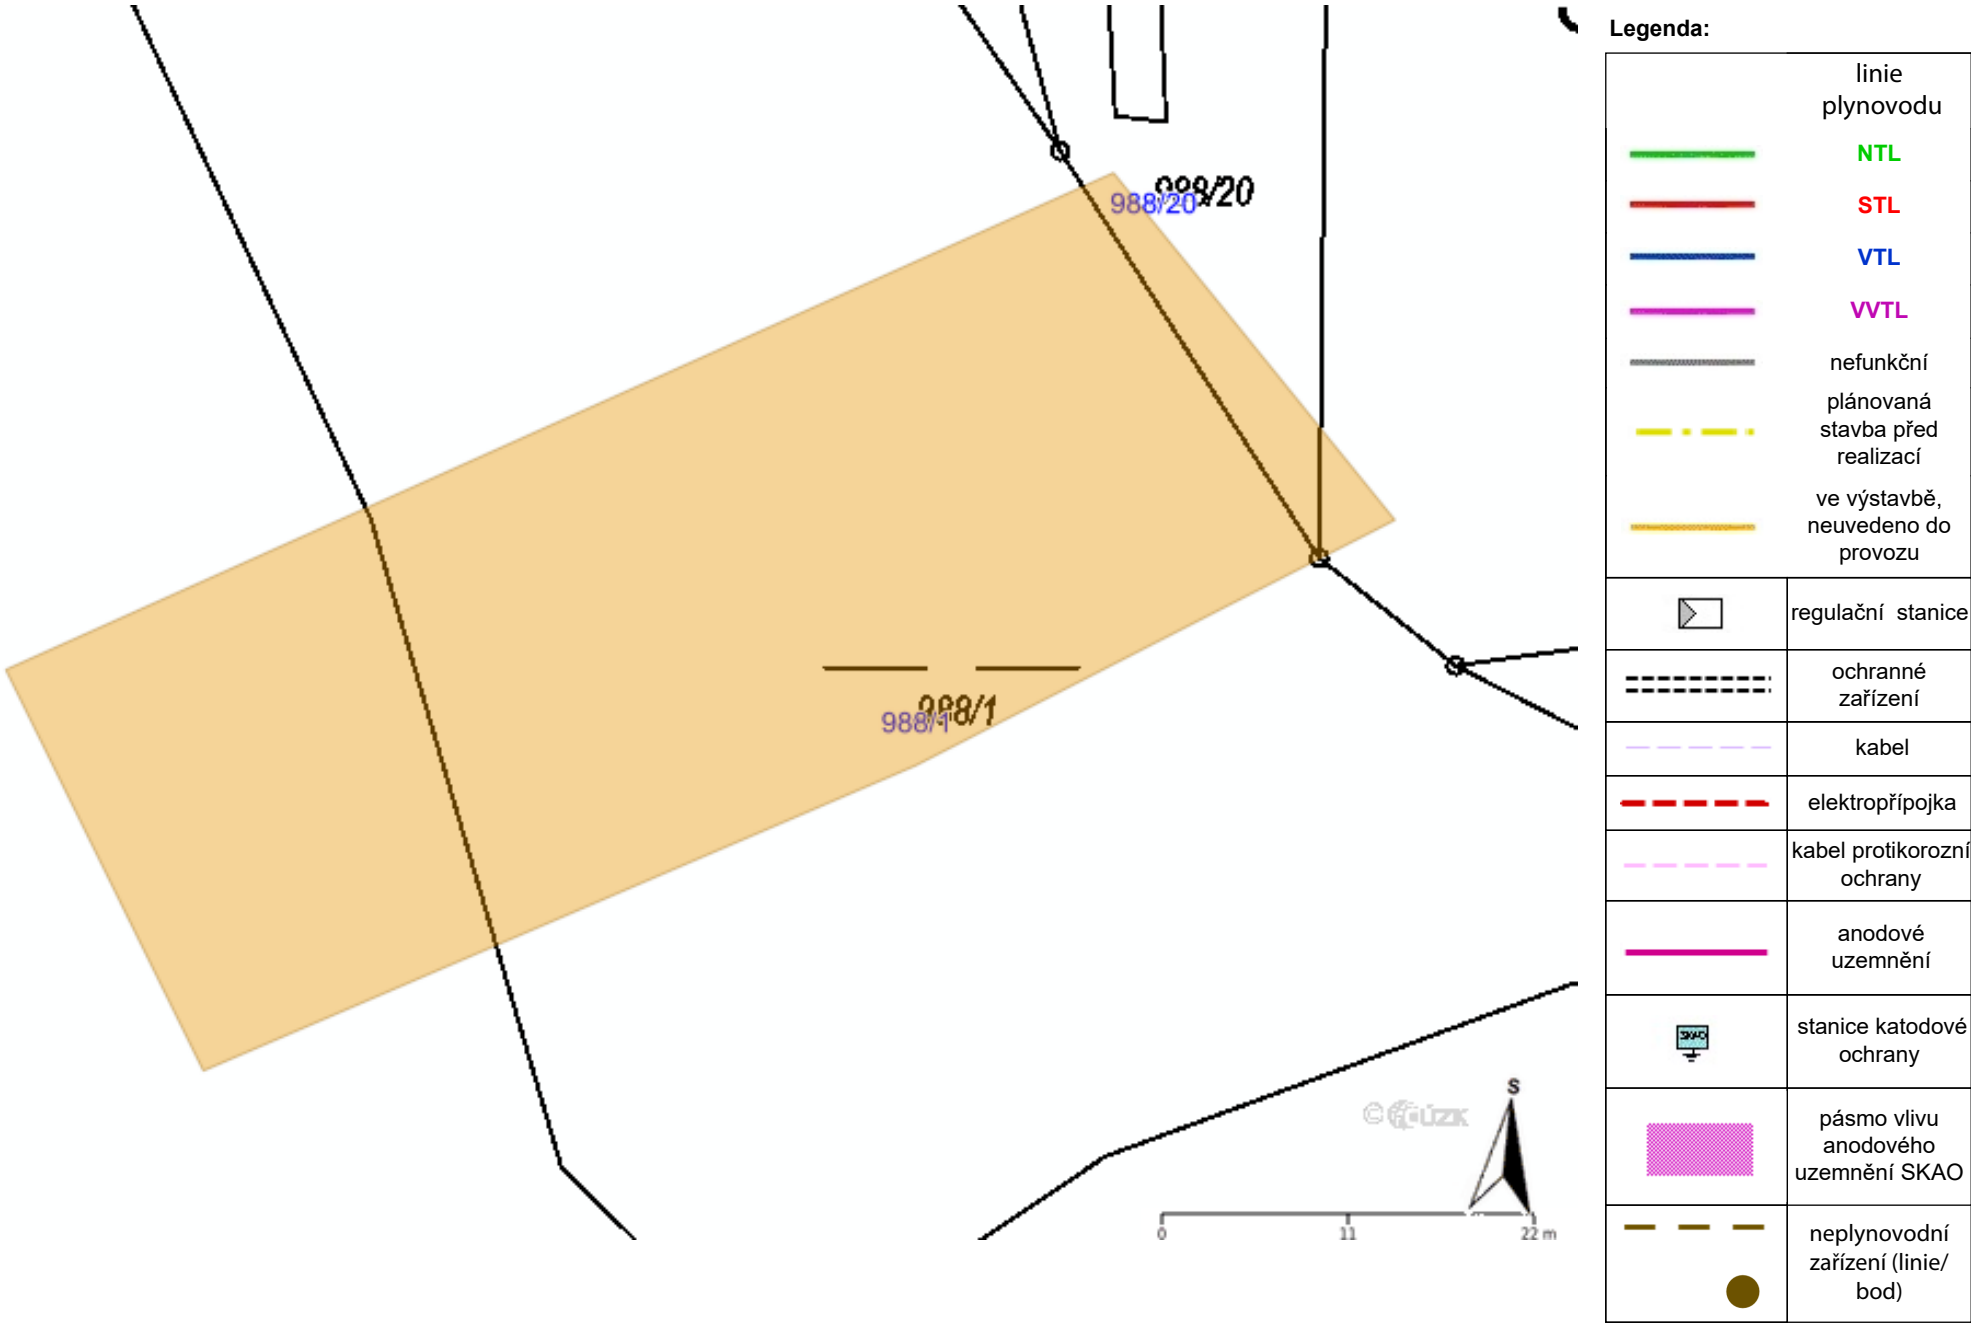 988/20
988/20
988/1
988/1
© ČÚZK
S
0 11 22 m
Legenda:
linie
plynovodu
NTL
STL
VTL
VVTL
nefunkční
plánovaná
stavba před
realizací
ve výstavbě,
neuvedeno do
provozu
regulační stanice
ochranné
zařízení
kabel
elektropřípojka
kabel protikorozní
ochrany
anodové
uzemnění
SKAO
stanice katodové
ochrany
pásmo vlivu
anodového
uzemnění SKAO
neplynovodní
zařízení (linie/
bod)